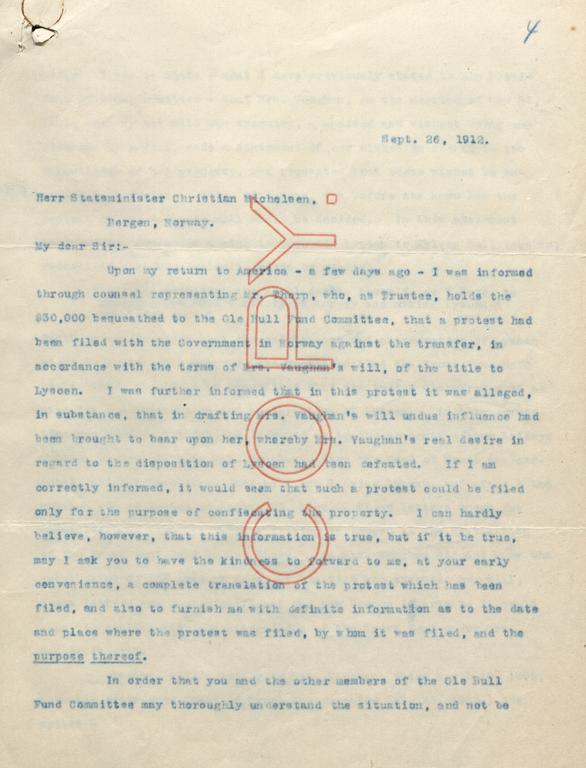 4
Sept. 26, 1912.
Herr Statsminister Christian Michelsen,
Bergen, Norway.
My dear Sir:-
Upon my return to America - a few days ago - I was informed
through counsel representing Mr. Thorp, who, as Trustee, holds the
$30,000 bequeathed to the Ole Bull Fund Committee, that a protest had
been filed with the Government in Norway against the transfer, in
accordance with the terms of Mrs. Vaughan's will, of the title to
Lysoen. I was further informed that in this protest it was alleged,
in substance, that in drafting Mrs. Vaughan's will undue influence had
been brought to bear upon her, whereby Mrs. Vaughan's real desire in
regard to the disposition of Lysoen had been defeated. If I am
correctly informed, it would seem that such a protest could be filed
only for the purpose of confiscating the property. I can hardly
believe, however, that this information is true, but if it be true,
may I ask you to have the kindness to forward to me, at your early
convenience, a complete translation of the protest which has been
filed, and also to furnish me with definite information as to the date
and place where the protest was filed, by whom it was filed, and the
purpose thereof.
In order that you and the other members of the Ole Bull
Fund Committee may thoroughly understand the situation, and not be
COPY.